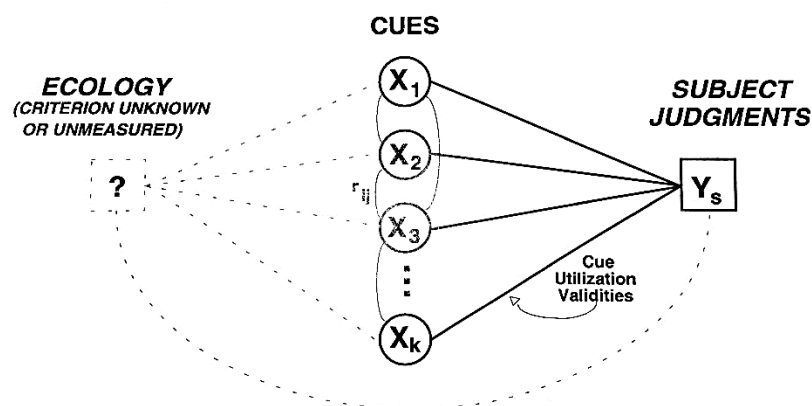 CUES
ECOLOGY
(CRITERION UNKNOWN
OR UNMEASURED)
SUBJECT
JUDGMENTS
X1
X2
X3
Xk
?
Ys
rij
Cue
Utilization
Validities